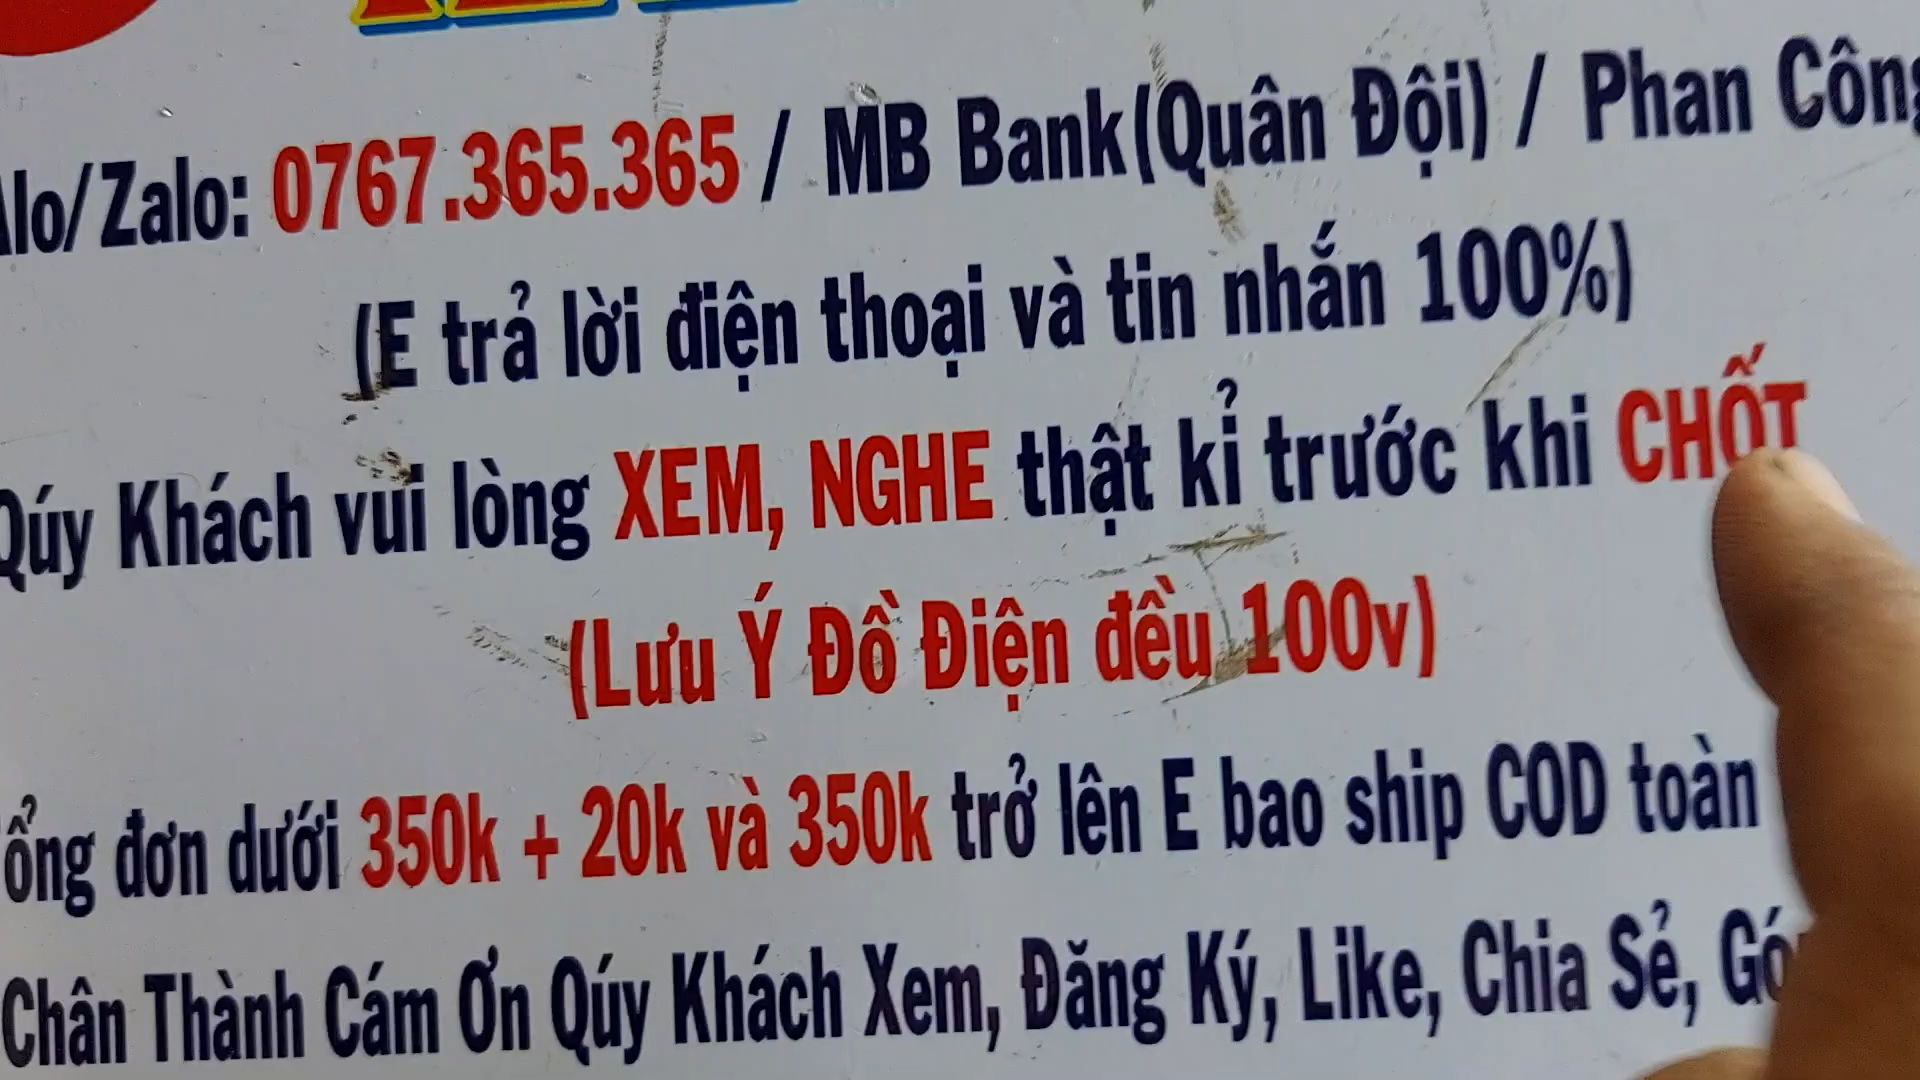 Alo/Zalo: 0767.365.365 / MB Bank(Quân Đội) / Phan Công
(E trả lời điện thoại và tin nhắn 100%)
Qúy Khách vui lòng XEM, NGHE thật kỉ trước khi CHỐT
(Lưu Ý Đồ Điện đều 100v)
đơn dưới 350k + 20k và 350k trở lên E bao ship COD toàn
Chân Thành Cám Ơn Qúy Khách Xem, Đăng Ký, Like, Chia Sẻ,